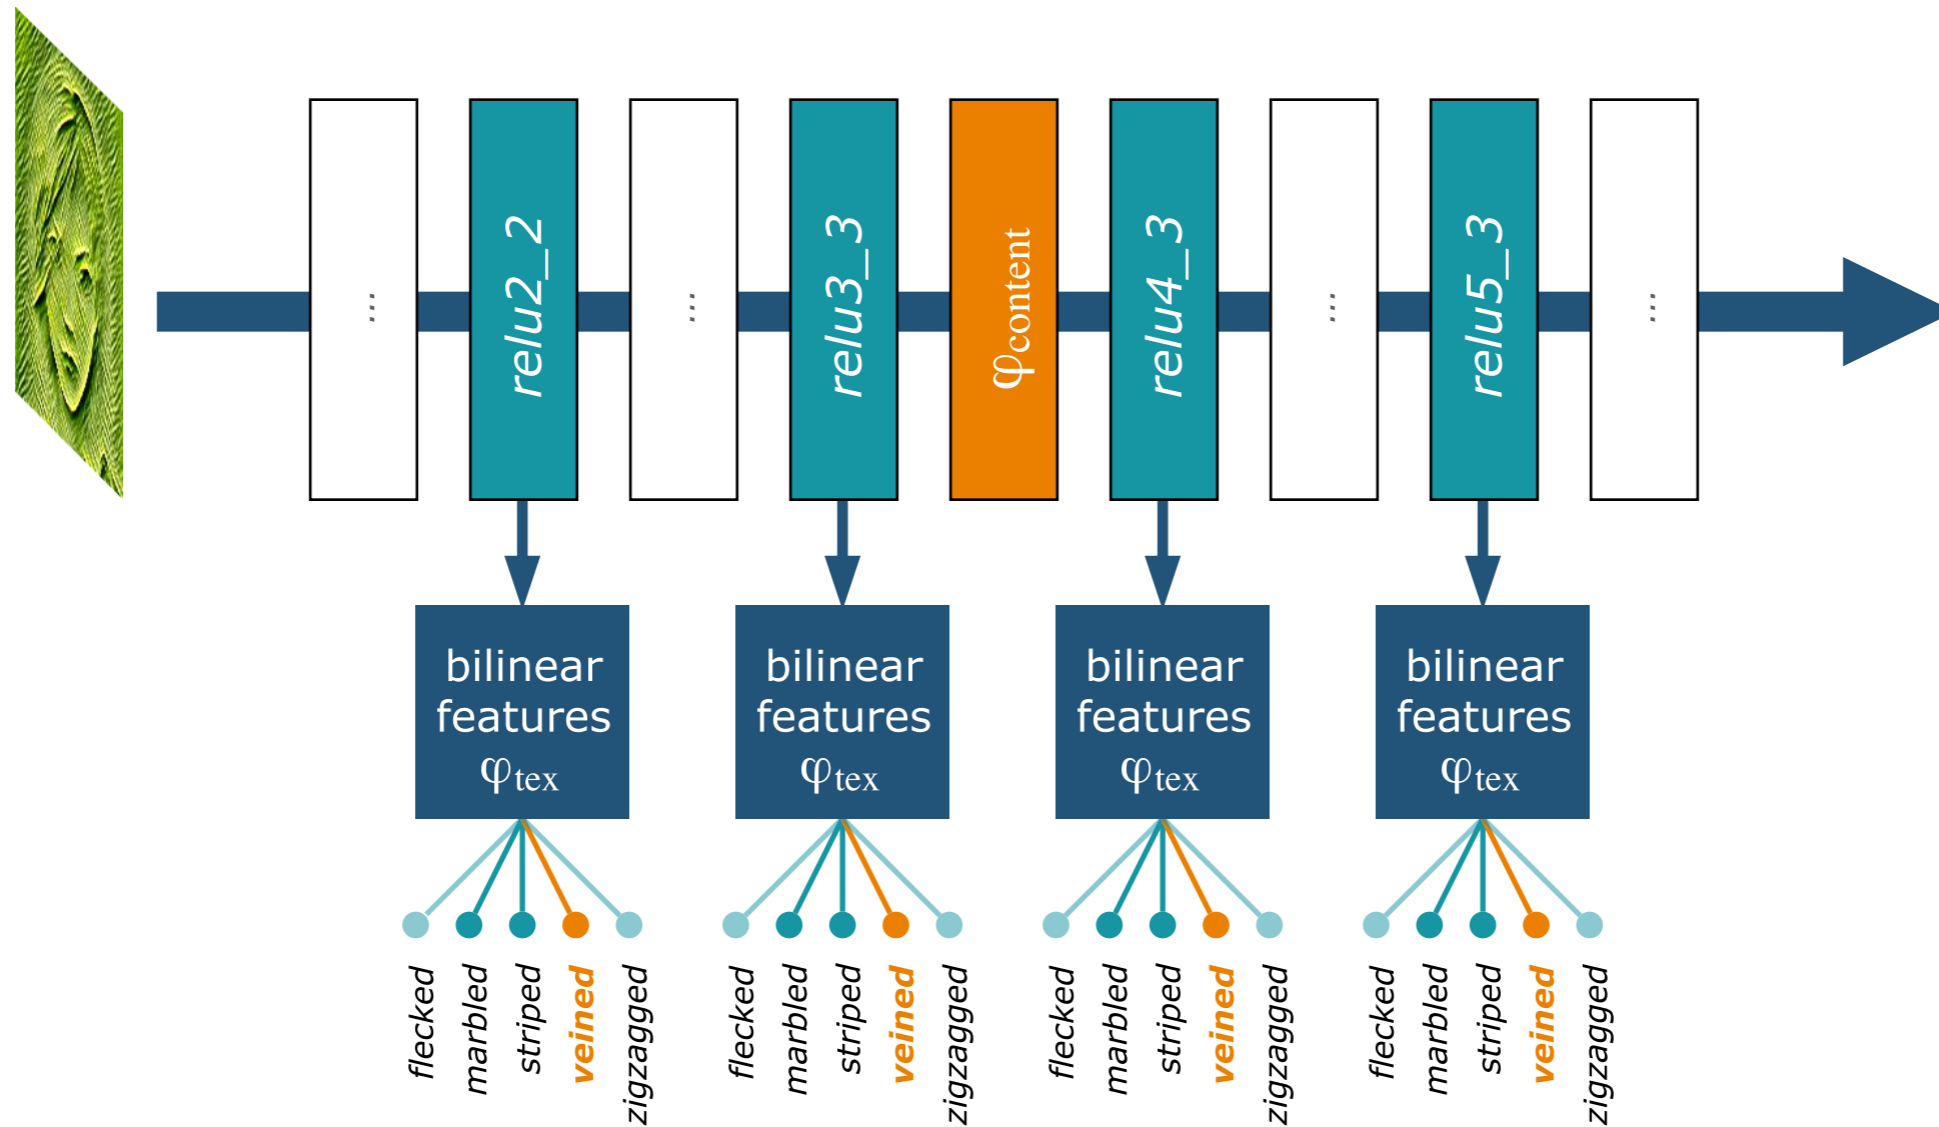 ...
relu2_2
...
relu3_3
φcontent
relu4_3
...
relu5_3
...
bilinear
features
φtex
bilinear
features
φtex
bilinear
features
φtex
bilinear
features
φtex
flecked
marbled
striped
veined
zigzagged
flecked
marbled
striped
veined
zigzagged
flecked
marbled
striped
veined
zigzagged
flecked
marbled
striped
veined
zigzagged